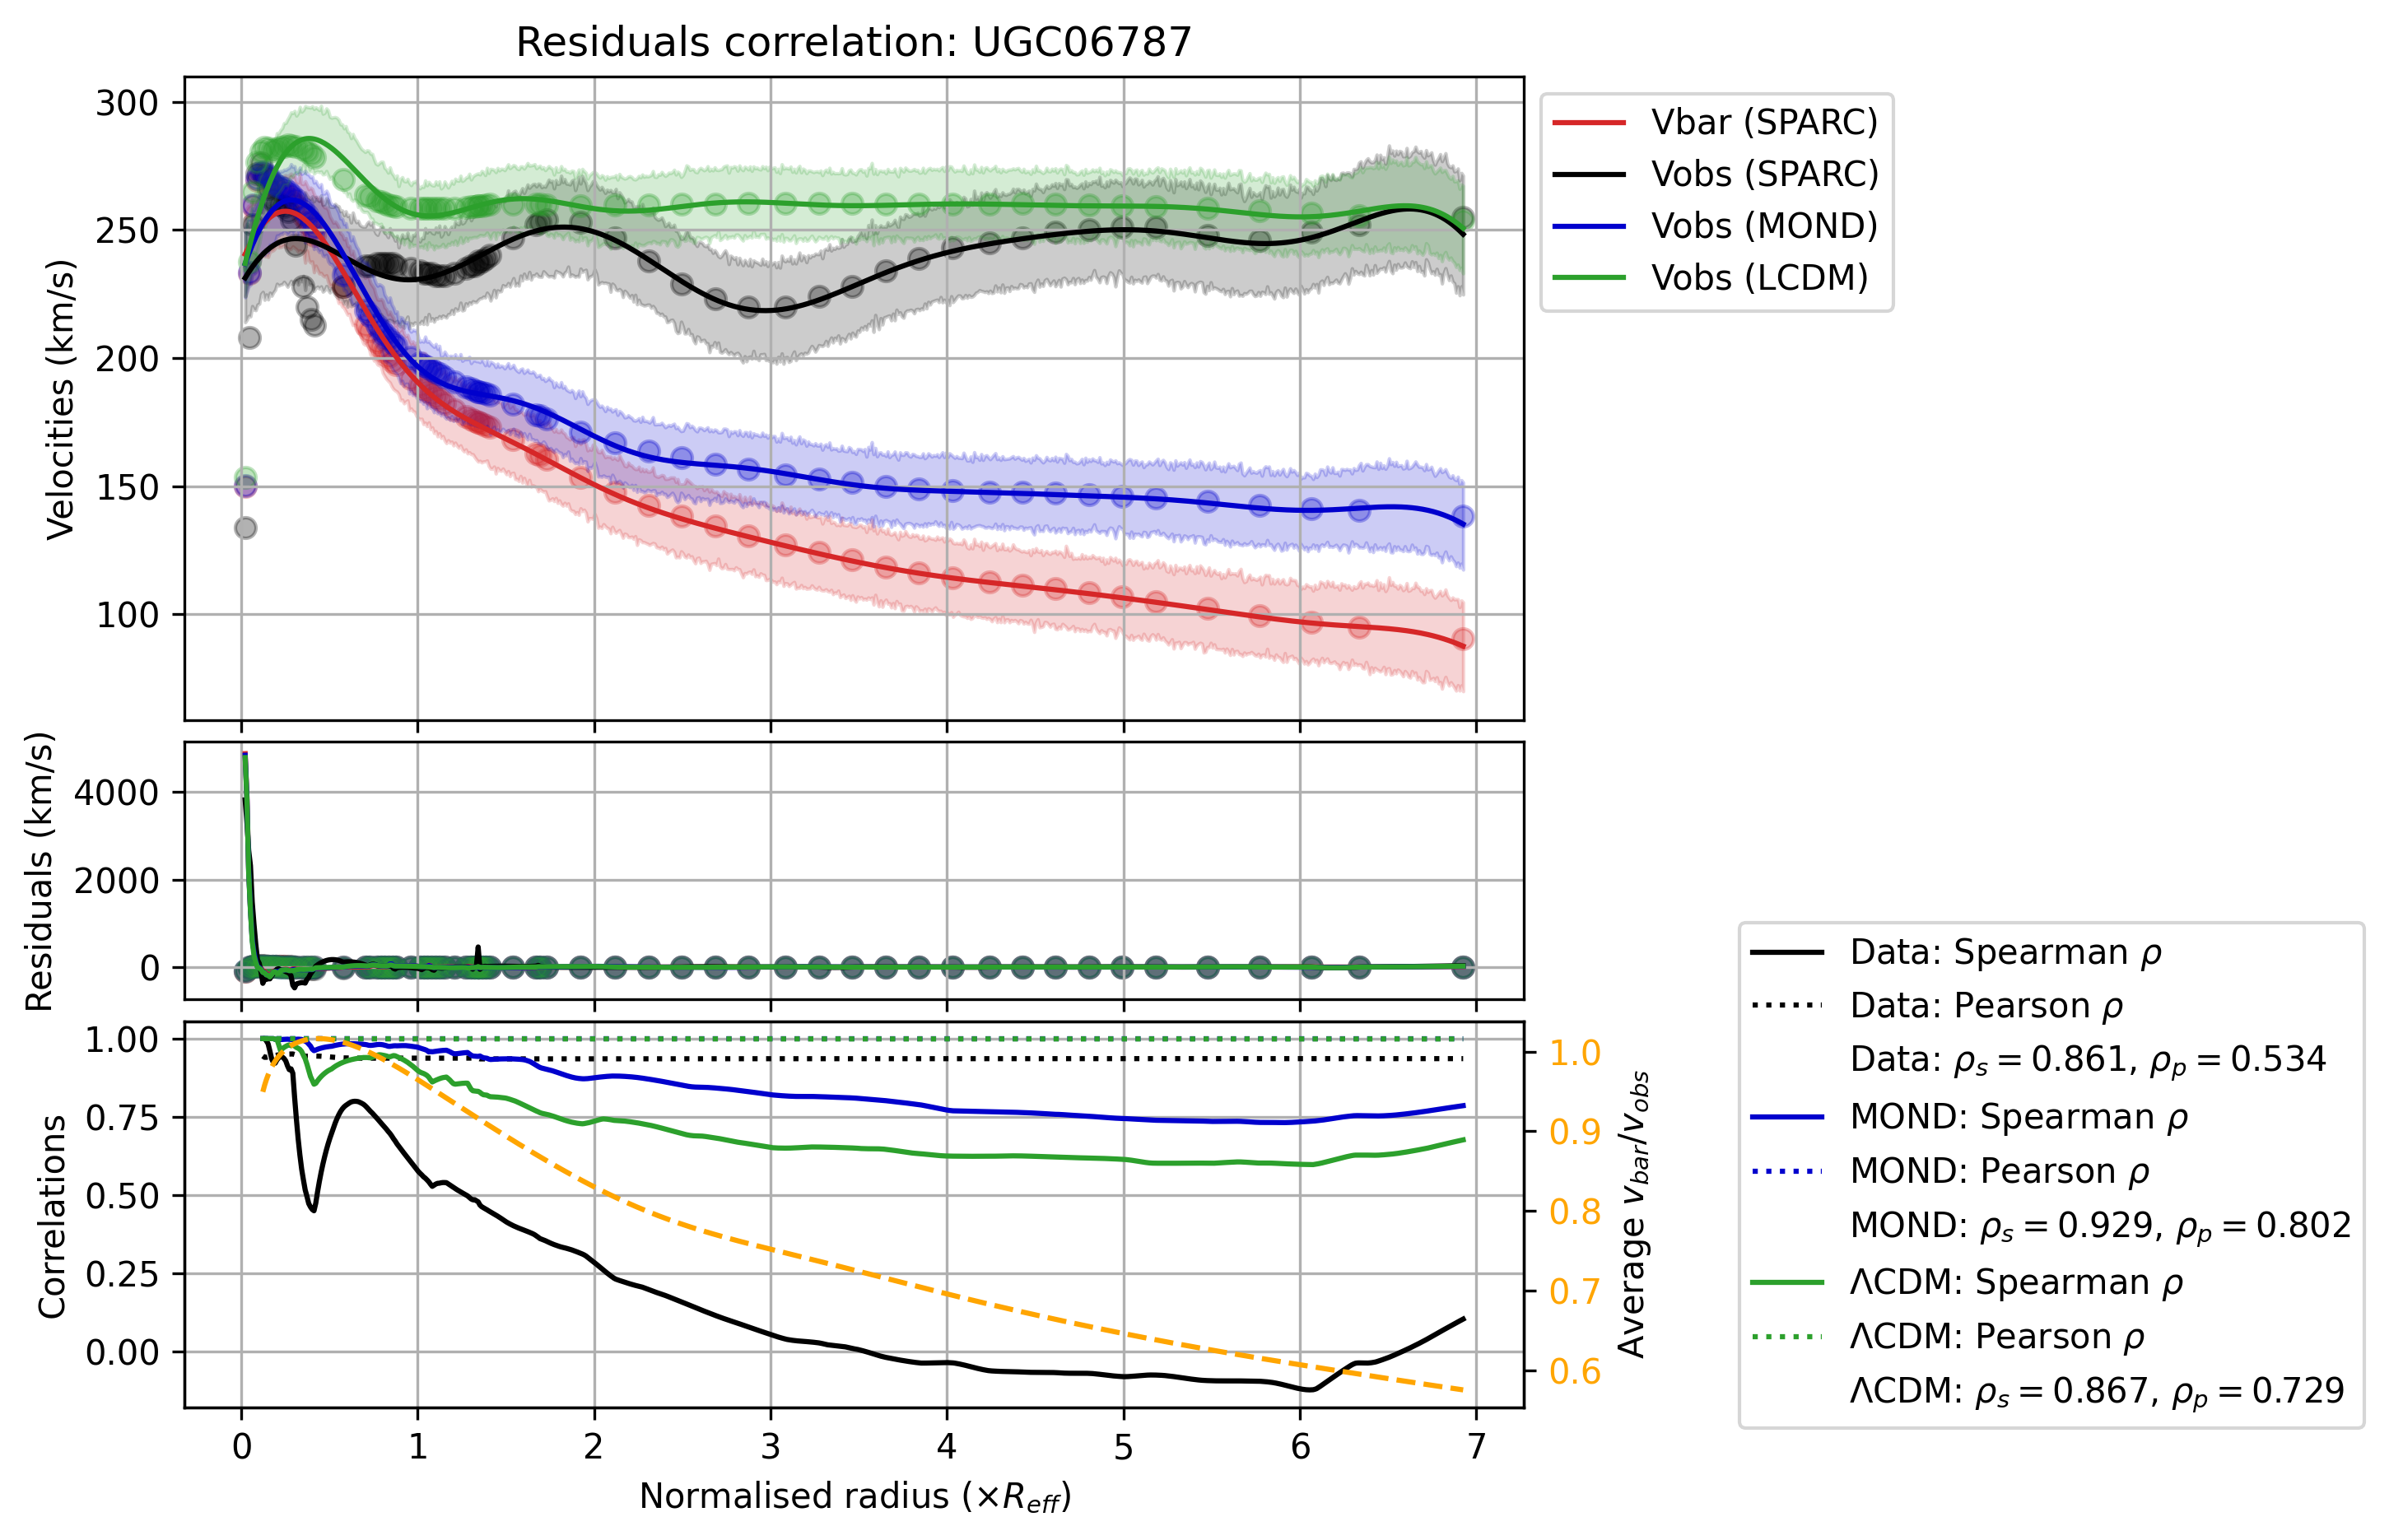 Residuals correlation: UGC06787
Velocities (km/s)
300
250
200
150
100
Vbar (SPARC)
Vobs (SPARC)
Vobs (MOND)
Vobs (LCDM)
Residuals (km/s)
4000
2000
0
Correlations
1.00
0.75
0.50
0.25
0.00
1.0
0.9
0.8
0.7
0.6
Average v_bar/v_obs
0 1 2 3 4 5 6 7
Normalised radius (×R_eff)
Data: Spearman ρ
Data: Pearson ρ
Data: ρ_s = 0.861, ρ_p = 0.534
MOND: Spearman ρ
MOND: Pearson ρ
MOND: ρ_s = 0.929, ρ_p = 0.802
ΛCDM: Spearman ρ
ΛCDM: Pearson ρ
ΛCDM: ρ_s = 0.867, ρ_p = 0.729